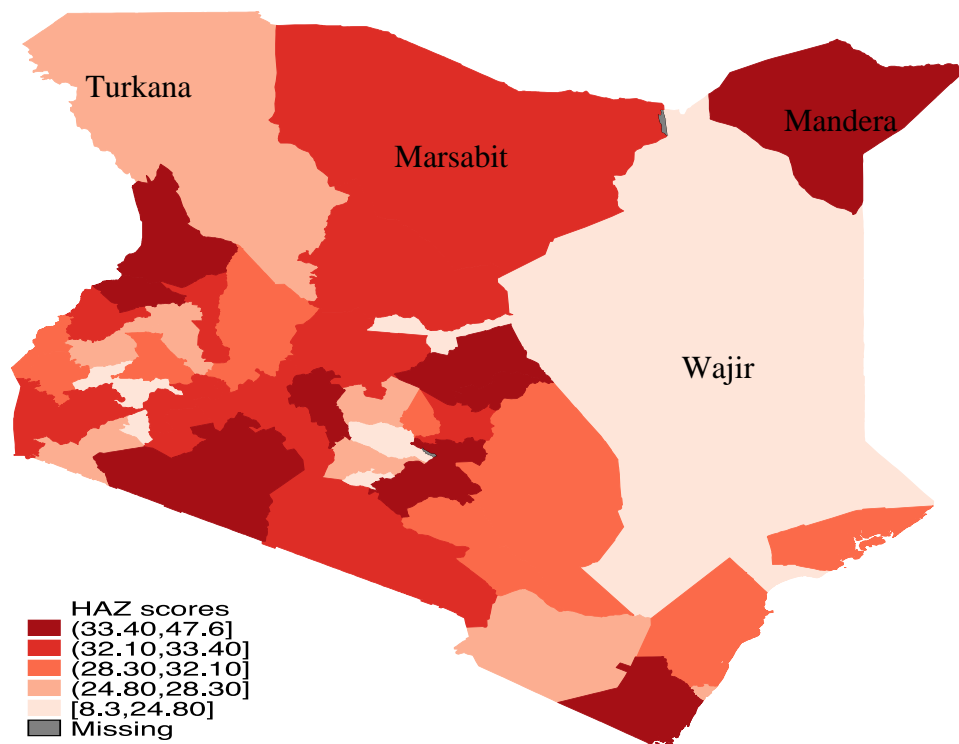 Turkana
Mandera
Marsabit
Wajir
HAZ scores
(33.40,47.6]
(32.10,33.40]
(28.30,32.10]
(24.80,28.30]
[8.3,24.80]
Missing